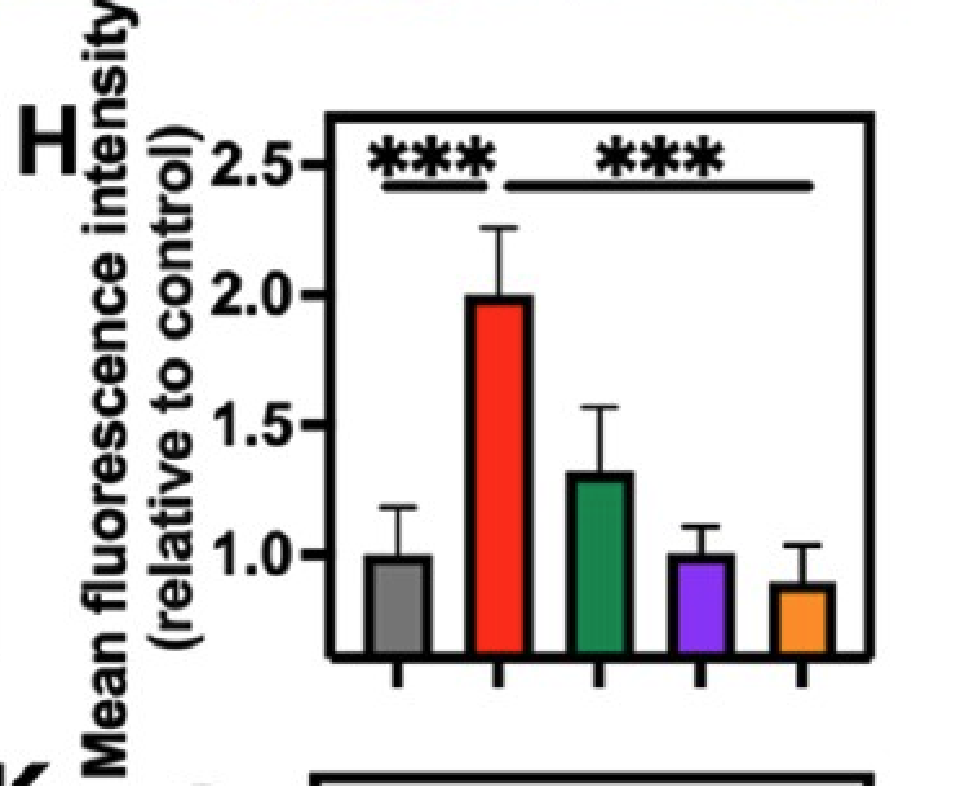 H
Mean fluorescence intensity
(relative to control)
*** ***
2.5
2.0
1.5
1.0
K